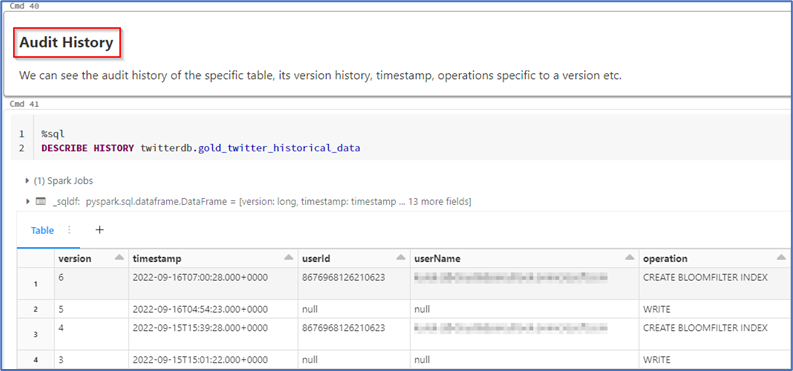 Cmd 40
Audit History
We can see the audit history of the specific table, its version history, timestamp, operations specific to a version etc.
Cmd 41
1 %sql
2 DESCRIBE HISTORY twitterdb.gold_twitter_historical_data
(1) Spark Jobs
_sqldf: pyspark.sql.dataframe.DataFrame = [version: long, timestamp: timestamp ... 13 more fields]
Table +
version timestamp userId userName operation
1 6 2022-09-16T07:00:28.000+0000 8676968126210623 CREATE BLOOMFILTER INDEX
2 5 2022-09-16T04:54:23.000+0000 null null WRITE
3 4 2022-09-15T15:39:28.000+0000 8676968126210623 CREATE BLOOMFILTER INDEX
4 3 2022-09-15T15:01:22.000+0000 null null WRITE